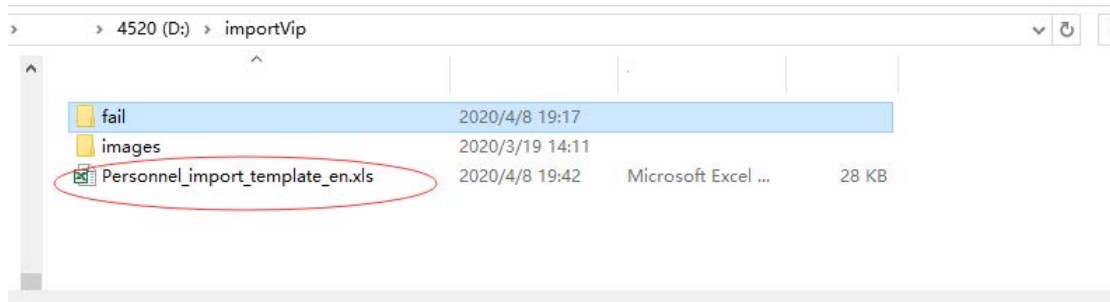 4520 (D:) > importVip
fail 2020/4/8 19:17
images 2020/3/19 14:11
Personnel_import_template_en.xls 2020/4/8 19:42 Microsoft Excel ... 28 KB